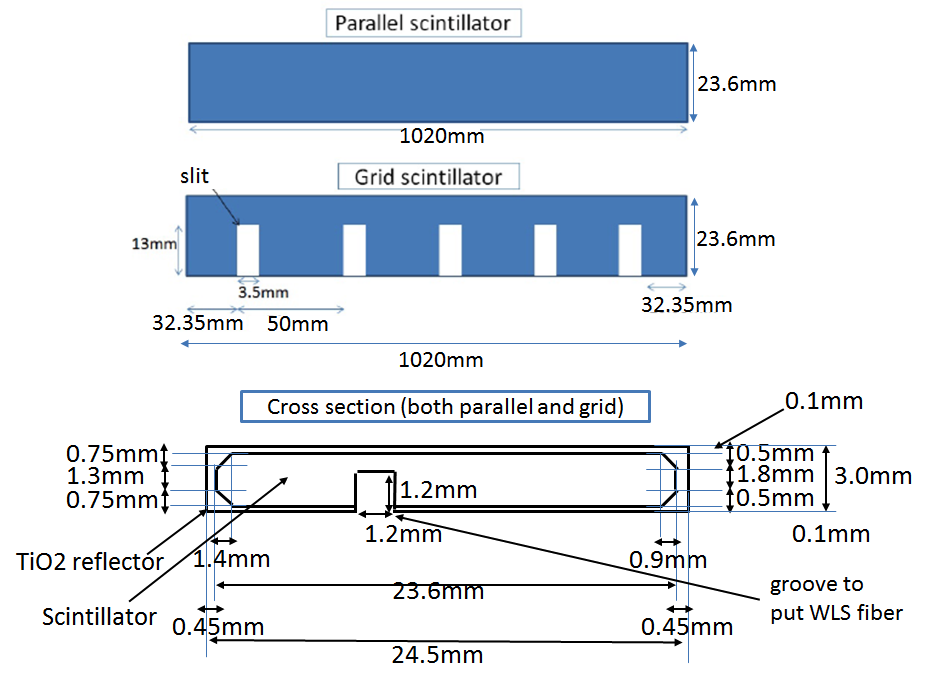 Parallel scintillator
23.6mm
1020mm
slit
Grid scintillator
13mm
23.6mm
3.5mm
32.35mm
50mm
32.35mm
1020mm
Cross section (both parallel and grid)
0.1mm
0.75mm
0.5mm
1.3mm
1.8mm
3.0mm
0.75mm
1.2mm
0.5mm
1.2mm
0.1mm
TiO2 reflector
1.4mm
0.9mm
23.6mm
groove to
put WLS fiber
Scintillator
0.45mm
0.45mm
24.5mm